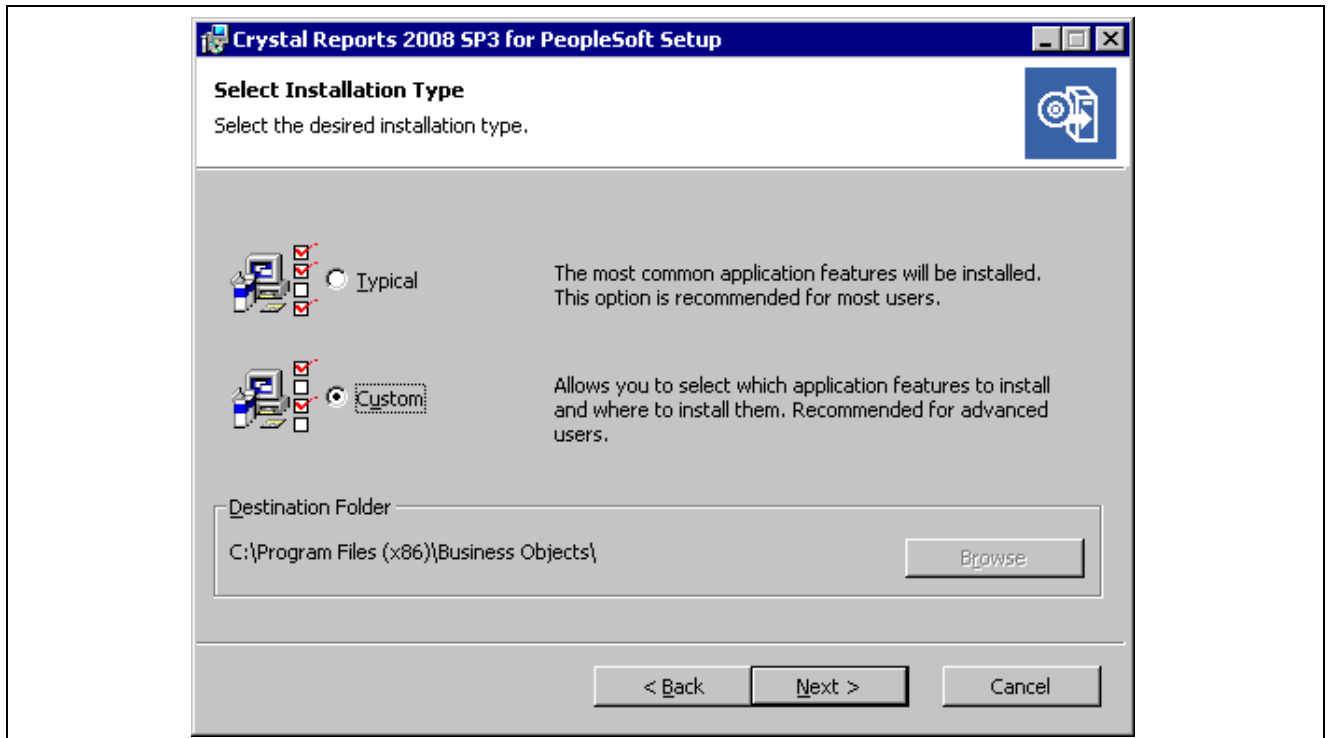 Crystal Reports 2008 SP3 for PeopleSoft Setup
Select Installation Type
Select the desired installation type.
Typical
The most common application features will be installed.
This option is recommended for most users.
Custom
Allows you to select which application features to install
and where to install them. Recommended for advanced
users.
Destination Folder
C:\Program Files (x86)\Business Objects\
Browse
< Back
Next >
Cancel